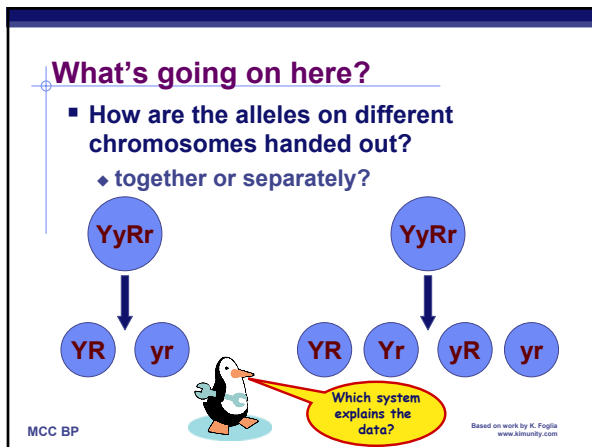 What's going on here?
How are the alleles on different
chromosomes handed out?
together or separately?
YyRr
YyRr
YR yr
YR Yr yR yr
Which system
explains the
data?
MCC BP
Based on work by K. Foglia
www.kimunity.com